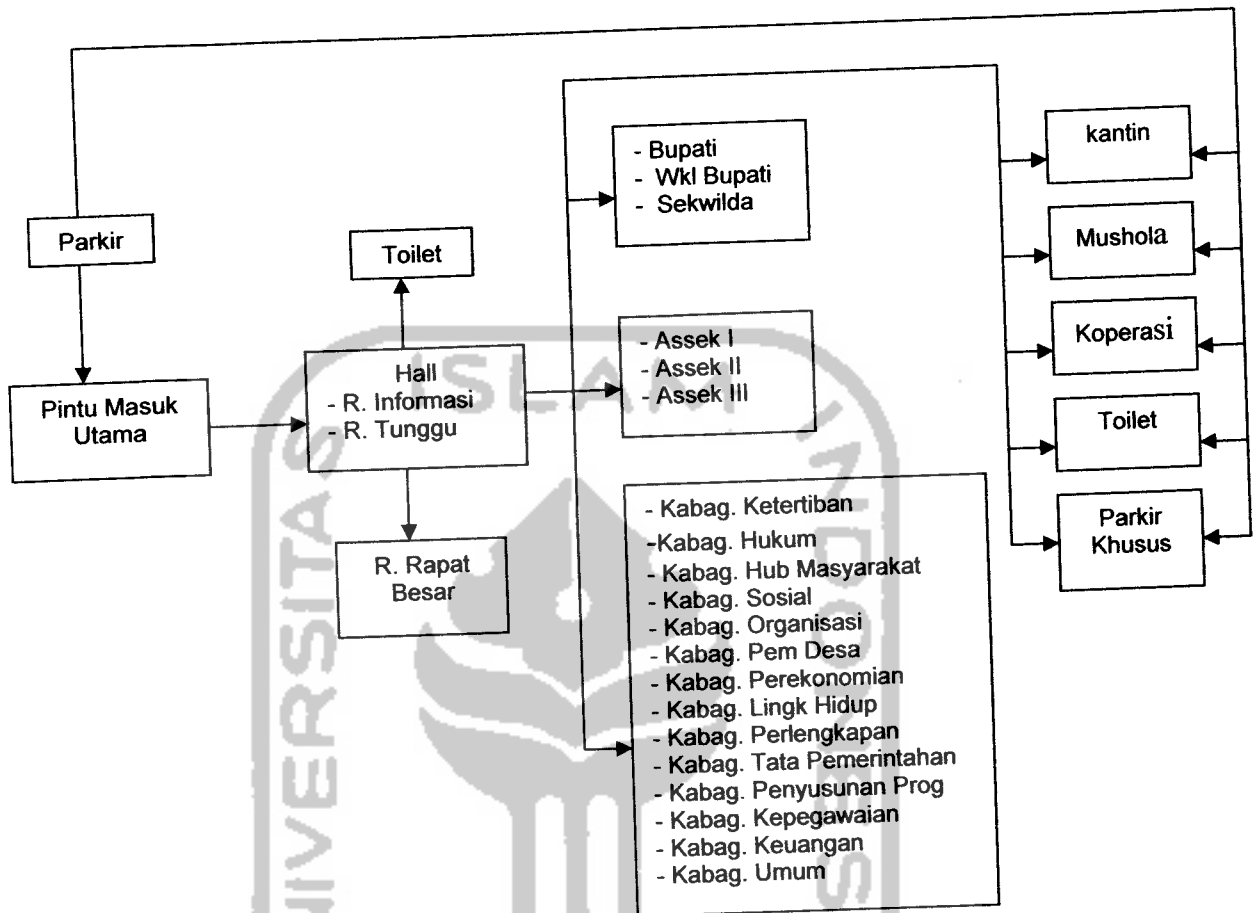 Parkir
Pintu Masuk
Utama
Toilet
Hall
- R. Informasi
- R. Tunggu
R. Rapat
Besar
- Bupati
- Wkl Bupati
- Sekwilda
- Assek I
- Assek II
- Assek III
- Kabag. Ketertiban
-Kabag. Hukum
- Kabag. Hub Masyarakat
- Kabag. Sosial
- Kabag. Organisasi
- Kabag. Pem Desa
- Kabag. Perekonomian
- Kabag. Lingk Hidup
- Kabag. Perlengkapan
- Kabag. Tata Pemerintahan
- Kabag. Penyusunan Prog
- Kabag. Kepegawaian
- Kabag. Keuangan
- Kabag. Umum
kantin
Mushola
Koperasi
Toilet
Parkir
Khusus
ISLAM
UNIVERSITAS
INDONES